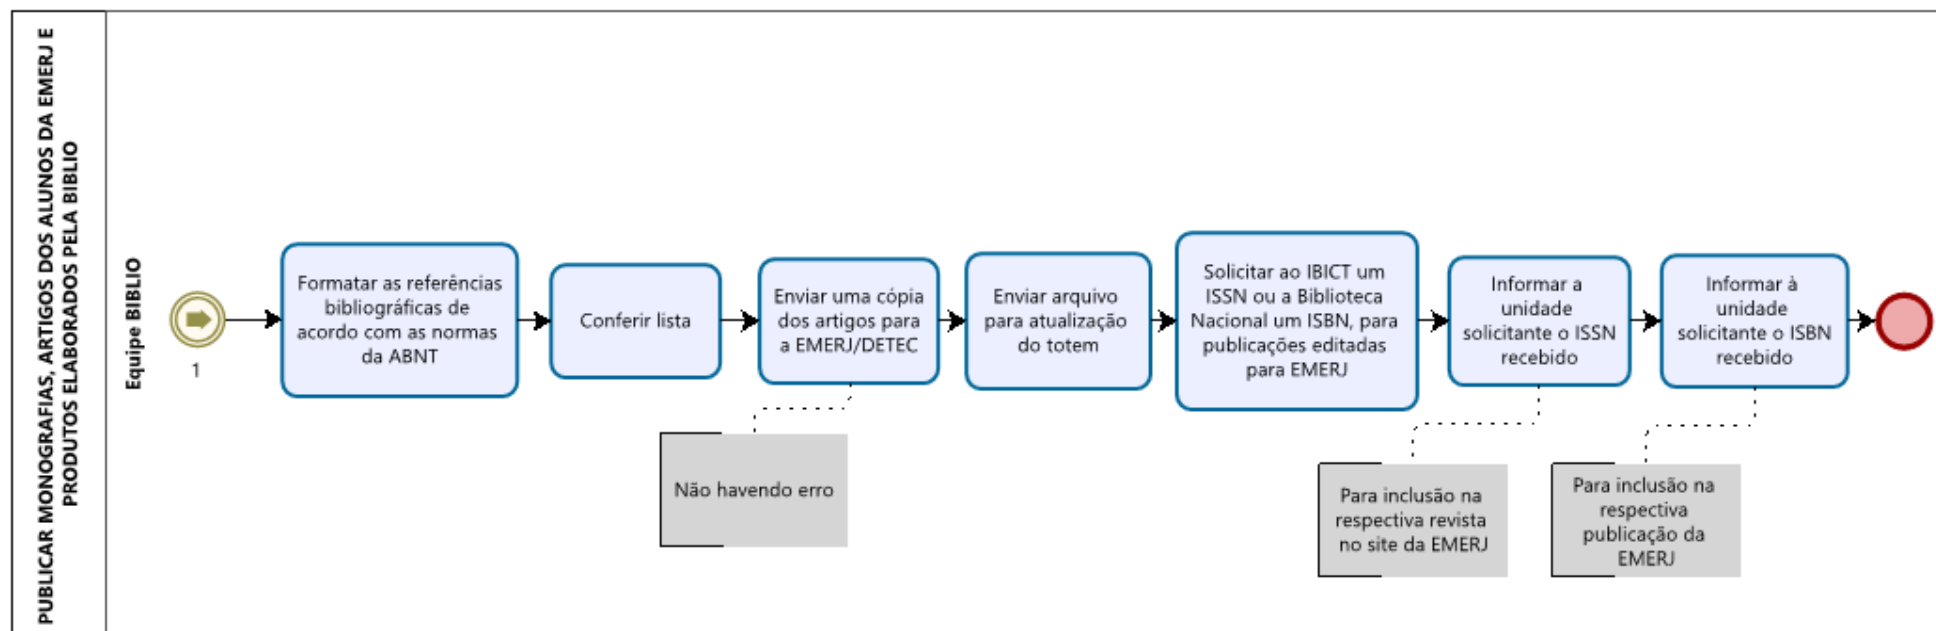 PUBLICAR MONOGRAFIAS, ARTIGOS DOS ALUNOS DA EMERJ E
PRODUTOS ELABORADOS PELA BIBLIO
Equipe BIBLIO
1
Formatar as referências
bibliográficas de
acordo com as normas
da ABNT
Conferir lista
Enviar uma cópia
dos artigos para
a EMERJ/DETEC
Não havendo erro
Enviar arquivo
para atualização
do totem
Solicitar ao IBICT um
ISSN ou a Biblioteca
Nacional um ISBN, para
publicações editadas
para EMERJ
Informar a
unidade
solicitante o ISSN
recebido
Para inclusão na
respectiva revista
no site da EMERJ
Informar à
unidade
solicitante o ISBN
recebido
Para inclusão na
respectiva
publicação da
EMERJ